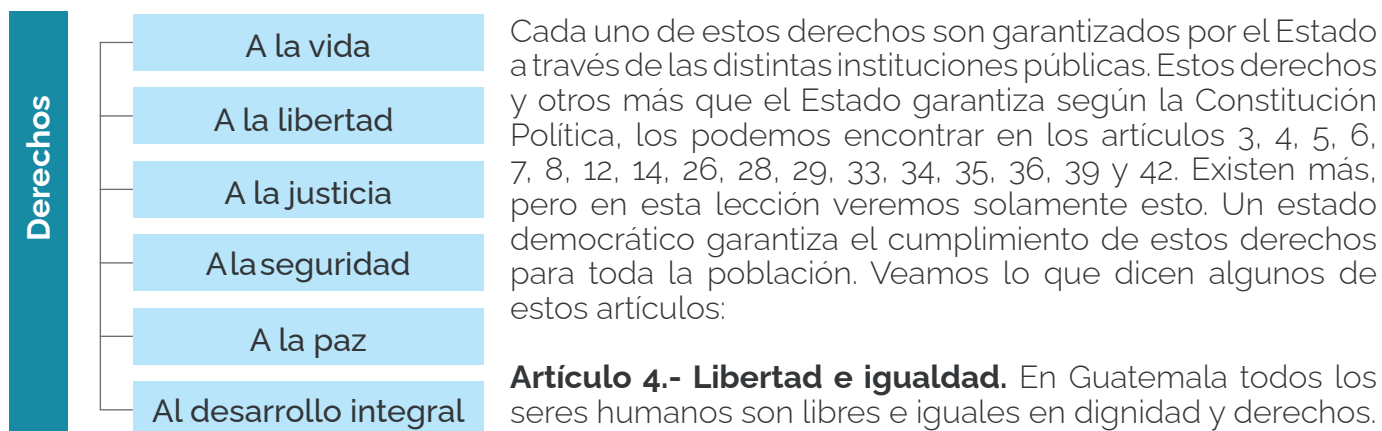 Derechos
A la vida
A la libertad
A la justicia
A la seguridad
A la paz
Al desarrollo integral
Cada uno de estos derechos son garantizados por el Estado
a través de las distintas instituciones públicas. Estos derechos
y otros más que el Estado garantiza según la Constitución
Política, los podemos encontrar en los artículos 3, 4, 5, 6,
7, 8, 12, 14, 26, 28, 29, 33, 34, 35, 36, 39 y 42. Existen más,
pero en esta lección veremos solamente esto. Un estado
democrático garantiza el cumplimiento de estos derechos
para toda la población. Veamos lo que dicen algunos de
estos artículos:
Artículo 4.- Libertad e igualdad. En Guatemala todos los
seres humanos son libres e iguales en dignidad y derechos.